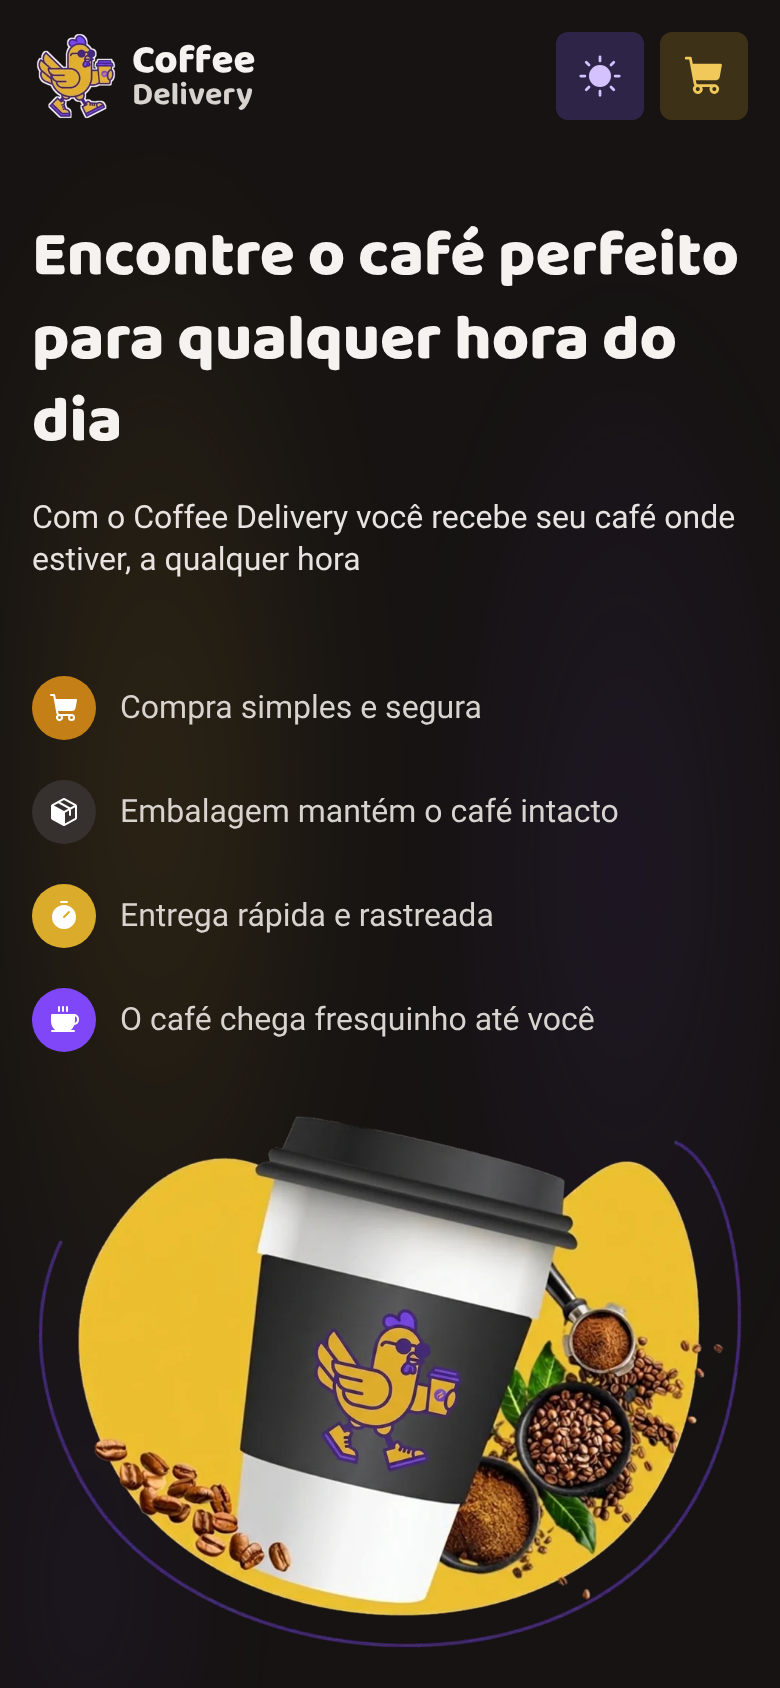 Coffee
Delivery
Encontre o café perfeito
para qualquer hora do
dia
Com o Coffee Delivery você recebe seu café onde
estiver, a qualquer hora
Compra simples e segura
Embalagem mantém o café intacto
Entrega rápida e rastreada
O café chega fresquinho até você